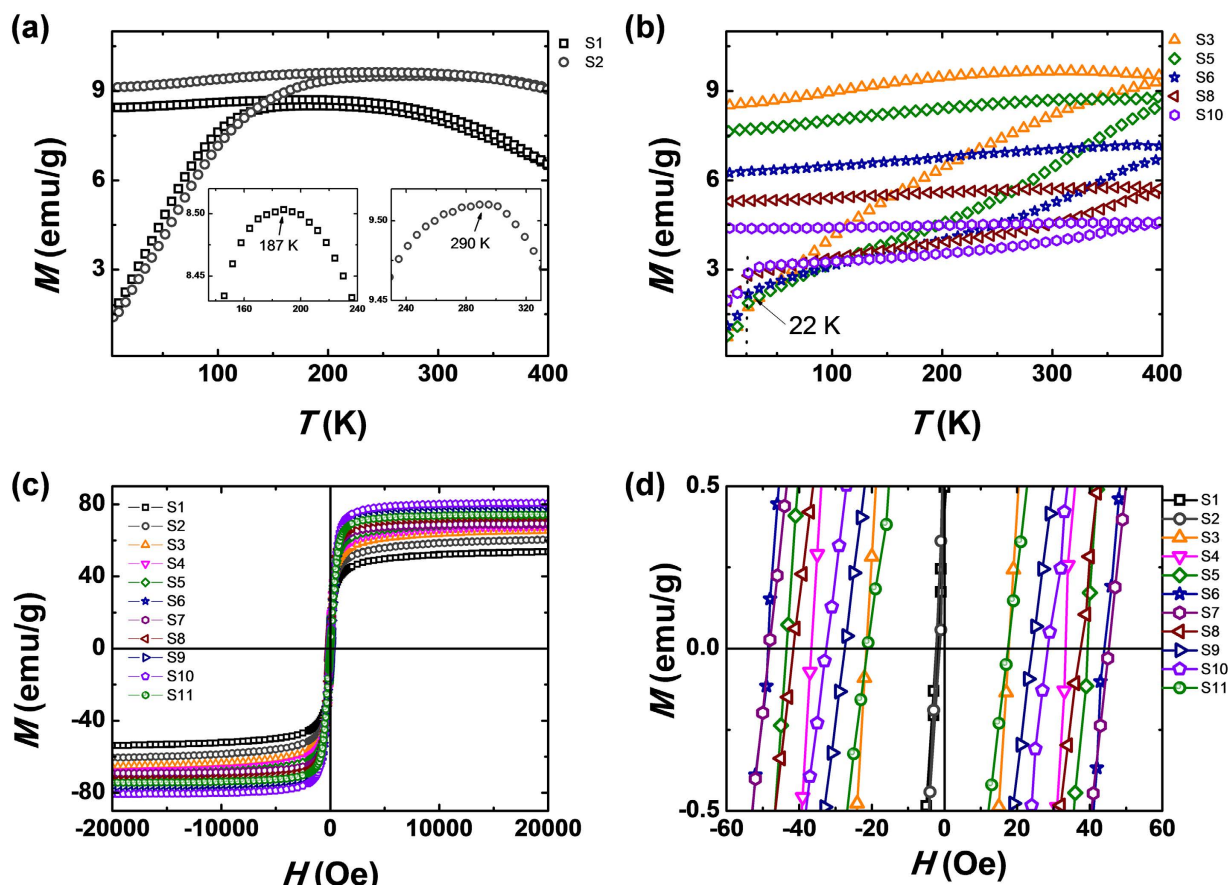 (a)
M (emu/g)
9
6
3
100
200
300
400
T (K)
S1
S2
8.50
8.45
187 K
160
200
240
9.50
9.45
290 K
240
280
320
(b)
M (emu/g)
9
6
3
100
200
300
400
T (K)
22 K
S3
S5
S6
S8
S10
(c)
M (emu/g)
80
40
0
-40
-80
-20000
-10000
0
10000
20000
H (Oe)
S1
S2
S3
S4
S5
S6
S7
S8
S9
S10
S11
(d)
M (emu/g)
0.5
0.0
-0.5
-60
-40
-20
0
20
40
60
H (Oe)
S1
S2
S3
S4
S5
S6
S7
S8
S9
S10
S11